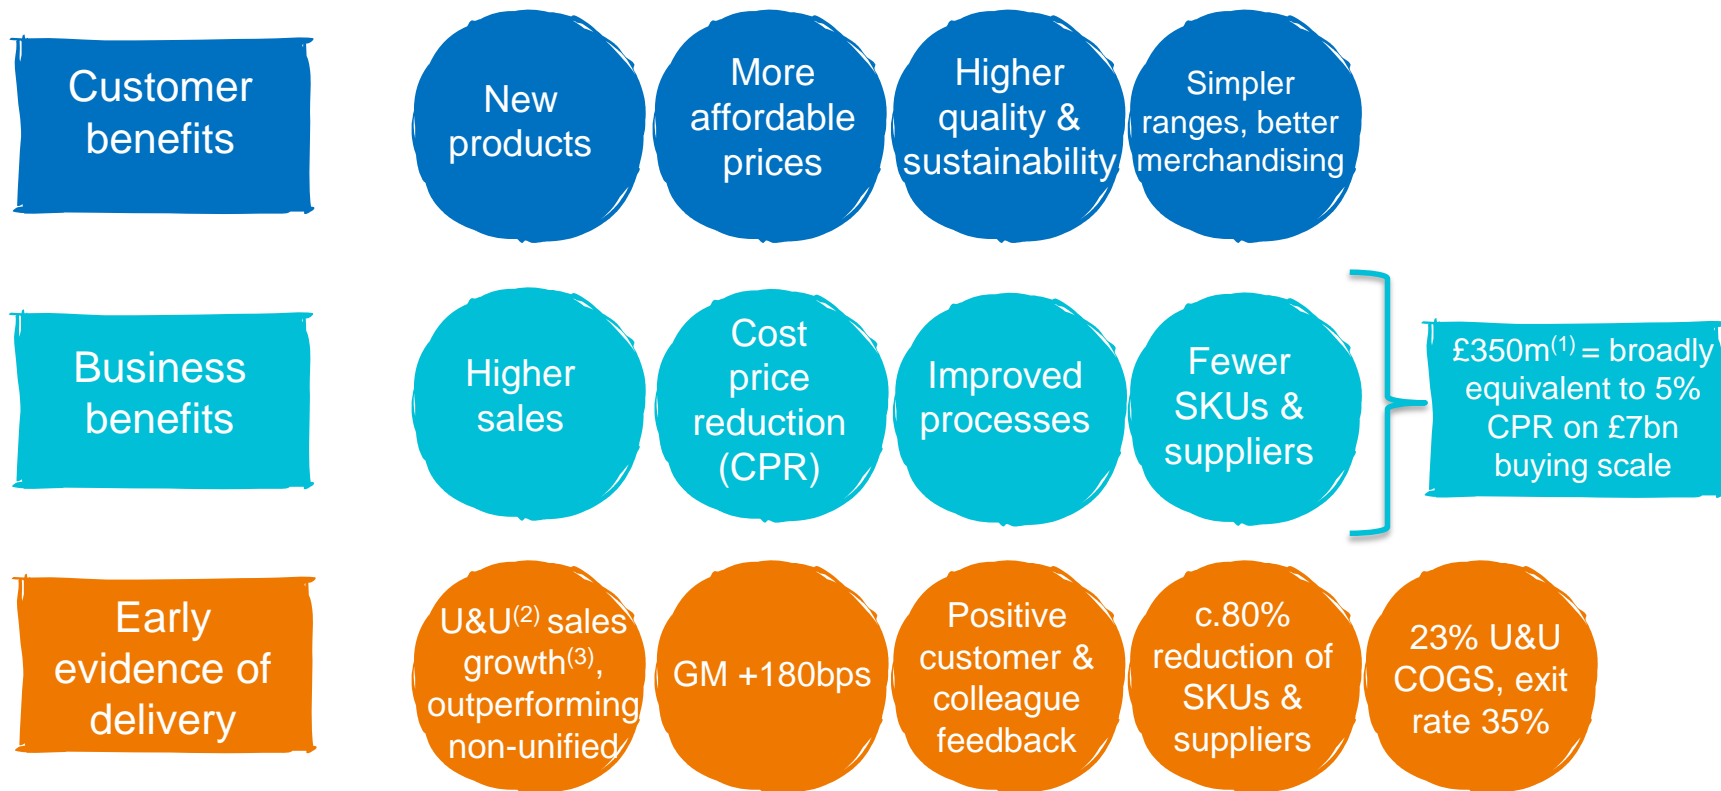 Customer
benefits
New
products
More
affordable
prices
Higher
quality &
sustainability
Simpler
ranges, better
merchandising
Business
benefits
Higher
sales
Cost
price
reduction
(CPR)
Improved
processes
Fewer
SKUs &
suppliers
£350m(1) = broadly
equivalent to 5%
CPR on £7bn
buying scale
Early
evidence of
delivery
U&U(2) sales
growth(3),
outperforming
non-unified
GM +180bps
Positive
customer &
colleague
feedback
c.80%
reduction of
SKUs &
suppliers
23% U&U
COGS, exit
rate 35%